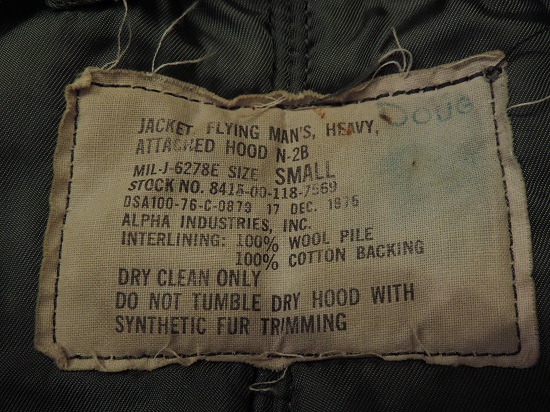 JACKET, FLYING MAN'S, HEAVY,
Doug
ATTACHED HOOD N-2B
MIL-J-6278E SIZE SMALL
STOCK NO. 8415-00-118-7569
DSA100-76-C-0873 17 DEC. 1975
ALPHA INDUSTRIES, INC.
INTERLINING: 100% WOOL PILE
100% COTTON BACKING
DRY CLEAN ONLY
DO NOT TUMBLE DRY HOOD WITH
SYNTHETIC FUR TRIMMING